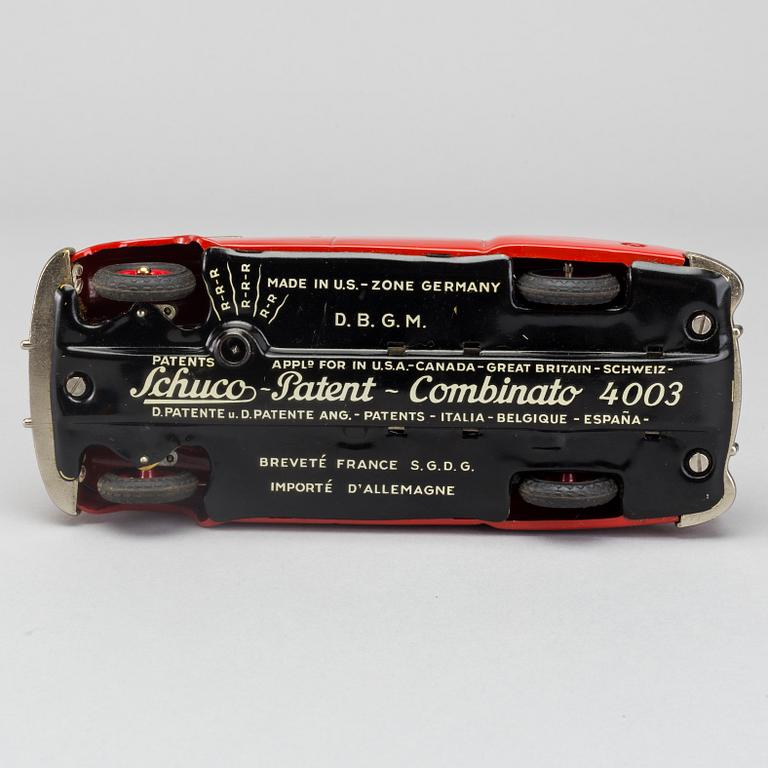 R-R-R
R-R-R
R-R
MADE IN U.S.-ZONE GERMANY
D.B.G.M.
PATENTS APPLD FOR IN U.S.A.-CANADA-GREAT BRITAIN-SCHWEIZ-
Schuco-Patent-Combinato 4003
D.PATENTE u.D.PATENTE ANG.-PATENTS-ITALIA-BELGIQUE-ESPAÑA-
BREVETÉ FRANCE S.G.D.G.
IMPORTÉ D'ALLEMAGNE